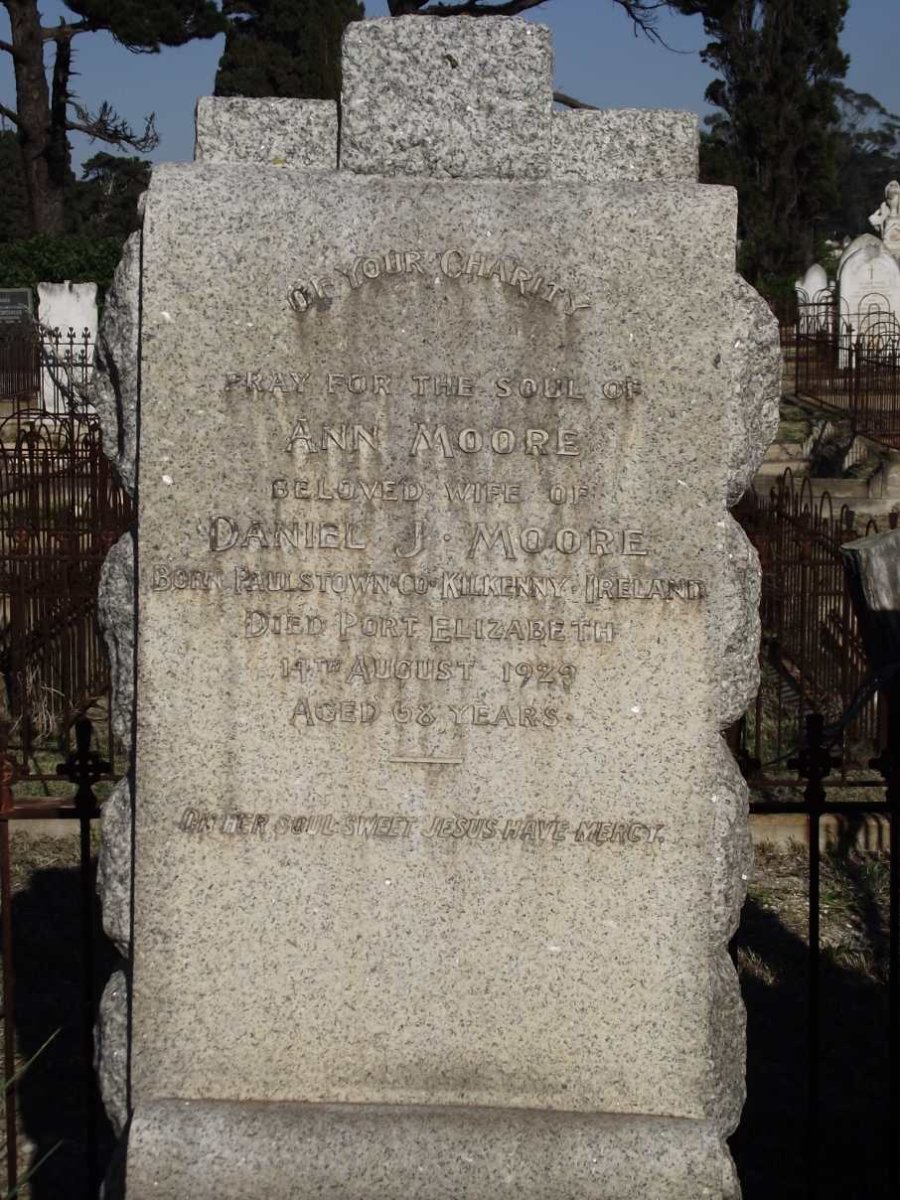 OF YOUR CHARITY
PRAY FOR THE SOUL OF
ANN MOORE
BELOVED WIFE OF
DANIEL J. MOORE
BORN PAULSTOWN CO. KILKENNY. IRELAND
DIED PORT ELIZABETH
14TH AUGUST 1929
AGED 68 YEARS.
ON HER SOUL SWEET JESUS HAVE MERCY.